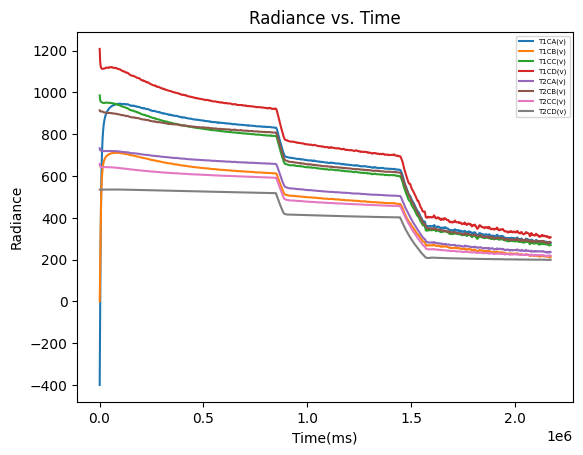 Radiance vs. Time
Radiance
1200
1000
800
600
400
200
0
−200
−400
T1CA(v)
T1CB(v)
T1CC(v)
T1CD(v)
T2CA(v)
T2CB(v)
T2CC(v)
T2CD(v)
0.0 0.5 1.0 1.5 2.0
1e6
Time(ms)